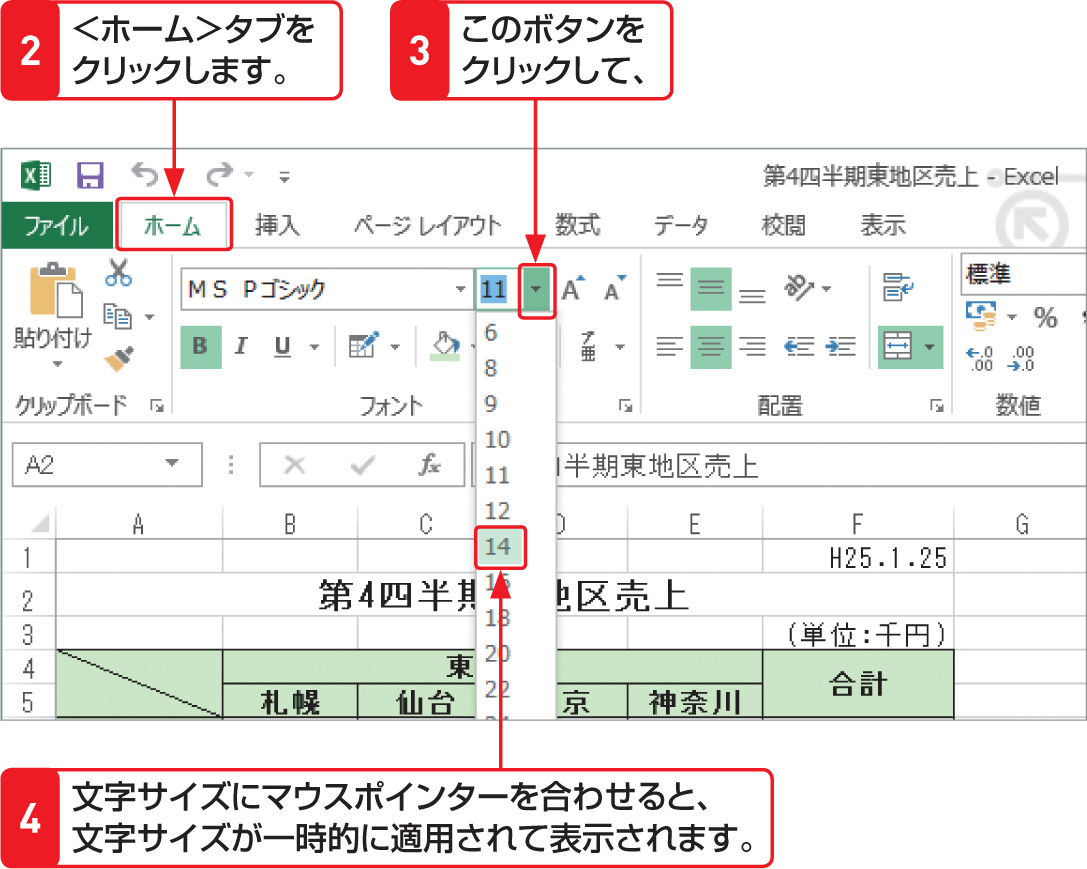 2 <ホーム>タブを
クリックします。
3 このボタンを
クリックして、
第4四半期東地区売上 - Excel
ファイル ホーム 挿入 ページ レイアウト 数式 データ 校閲 表示
貼り付け
ＭＳ Ｐゴシック 11 A A 標準
B I U 亜 %
.0 .00
.00 .0
クリップボード フォント 配置 数値
6
8
9
10
11
12
14
18
20
22
A2 fx 半期東地区売上
A B C D E F G
1 H25.1.25
2 第4四半期 区売上
3 (単位:千円)
4 東 合計
5 札幌 仙台 京 神奈川
4 文字サイズにマウスポインターを合わせると、
文字サイズが一時的に適用されて表示されます。